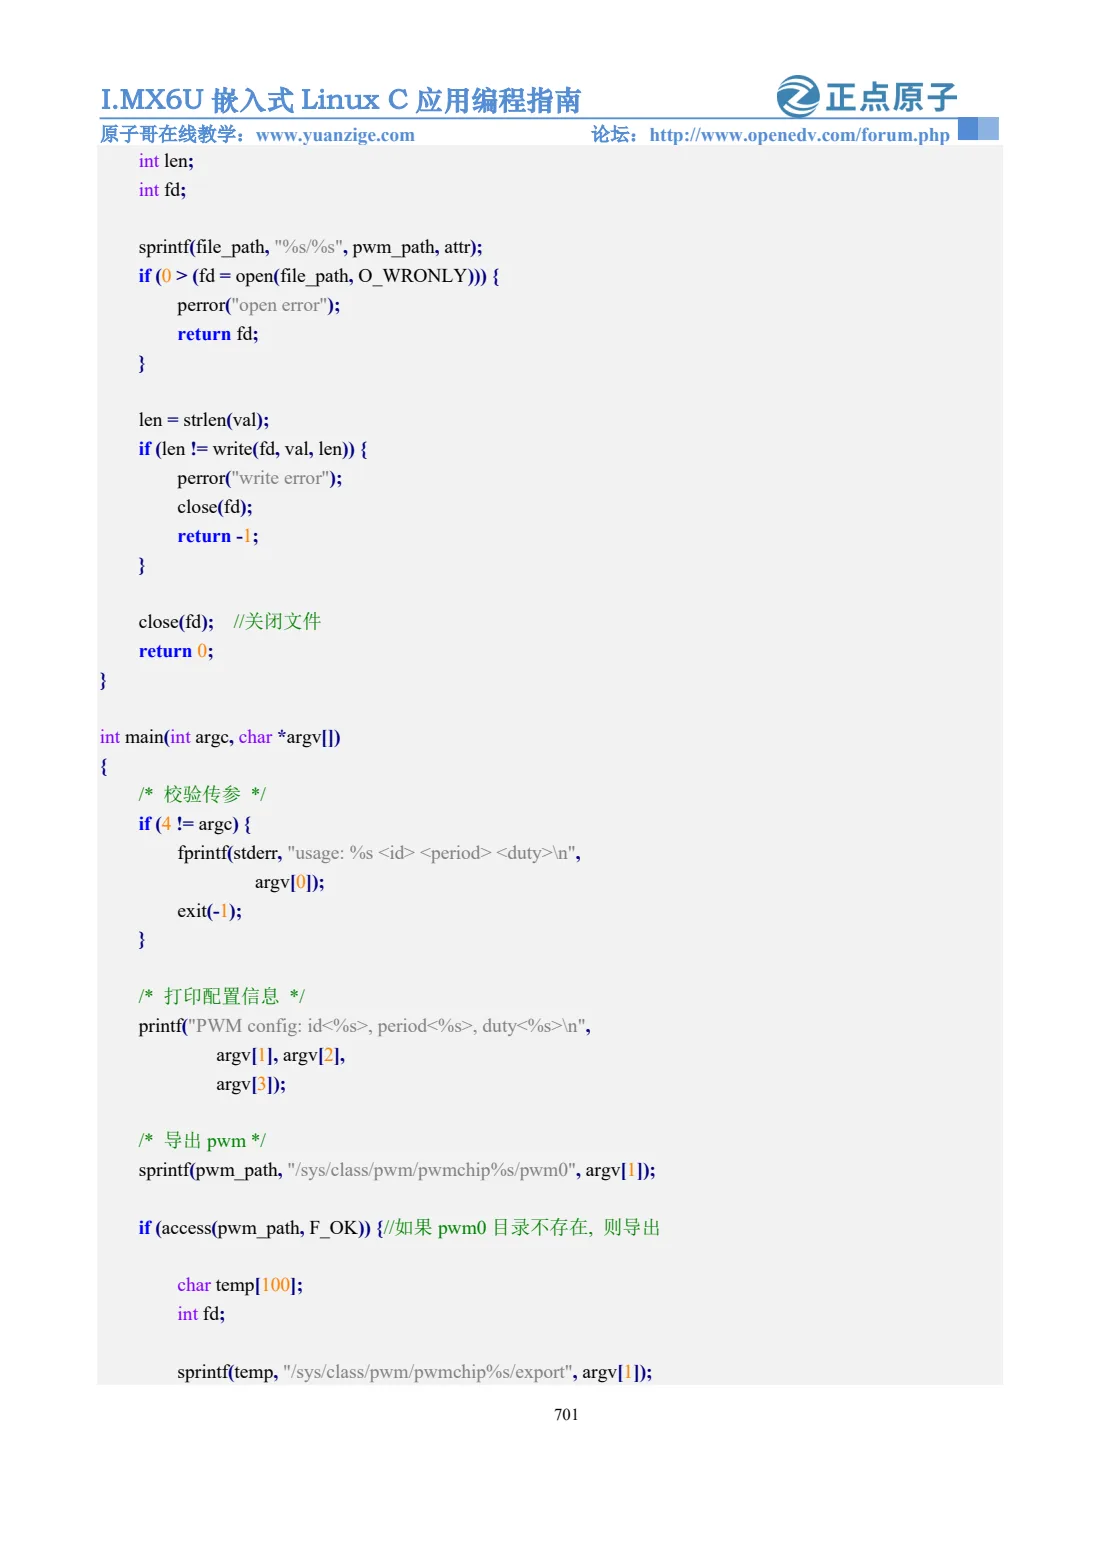 I.MX6U 嵌入式 Linux C 应用编程指南
正点原子
原子哥在线教学：www.yuanzige.com 论坛：http://www.openedv.com/forum.php
int len;
int fd;
sprintf(file_path, "%s/%s", pwm_path, attr);
if (0 > (fd = open(file_path, O_WRONLY))) {
perror("open error");
return fd;
}
len = strlen(val);
if (len != write(fd, val, len)) {
perror("write error");
close(fd);
return -1;
}
close(fd); //关闭文件
return 0;
}
int main(int argc, char *argv[])
{
/* 校验传参 */
if (4 != argc) {
fprintf(stderr, "usage: %s <id> <period> <duty>\n",
argv[0]);
exit(-1);
}
/* 打印配置信息 */
printf("PWM config: id<%s>, period<%s>, duty<%s>\n",
argv[1], argv[2],
argv[3]);
/* 导出 pwm */
sprintf(pwm_path, "/sys/class/pwm/pwmchip%s/pwm0", argv[1]);
if (access(pwm_path, F_OK)) {//如果 pwm0 目录不存在, 则导出
char temp[100];
int fd;
sprintf(temp, "/sys/class/pwm/pwmchip%s/export", argv[1]);
701